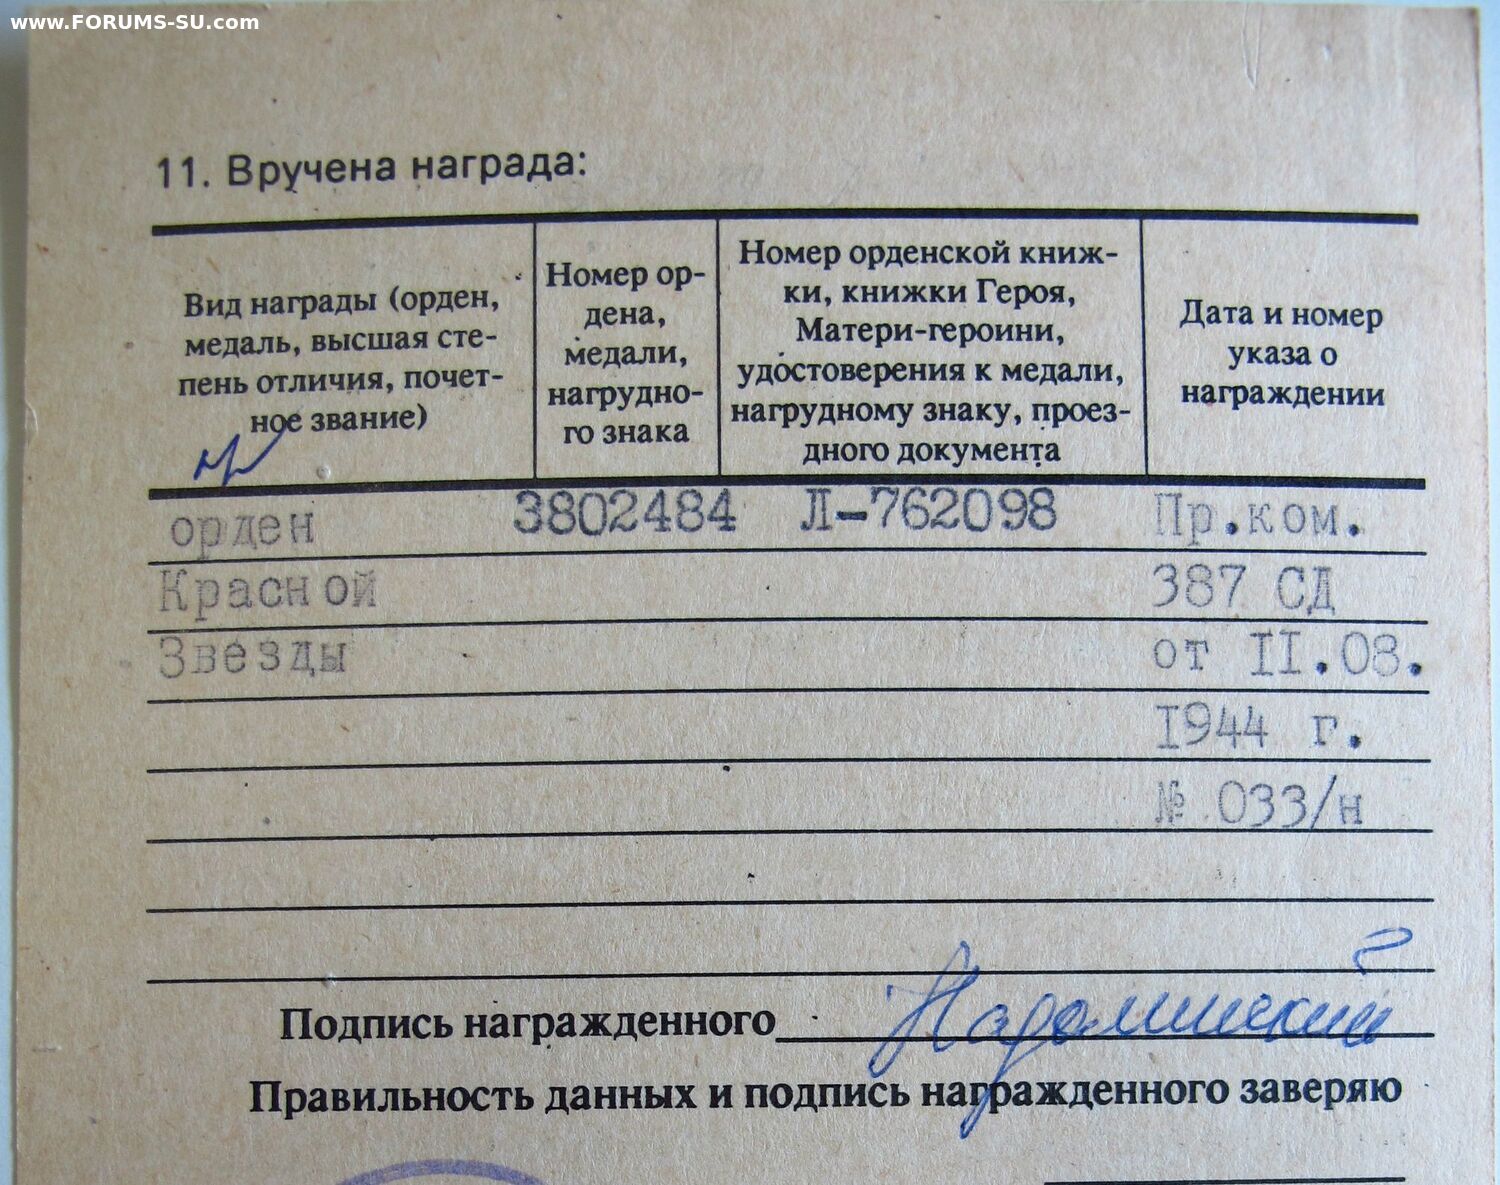 www.FORUMS-SU.com
11. Вручена награда:
Вид награды (орден,
медаль, высшая сте-
пень отличия, почет-
ное звание)
Номер ор-
дена,
медали,
нагрудно-
го знака
Номер орденской книж-
ки, книжки Героя,
Матери-героини,
удостоверения к медали,
нагрудному знаку, проез-
дного документа
Дата и номер
указа о
награждении
орден 3802484 Л-762098 Пр.ком.
Красной 387 СД
Звезды от II.08.
I944 г.
№ 033/н
Подпись награжденного
Правильность данных и подпись награжденного заверяю